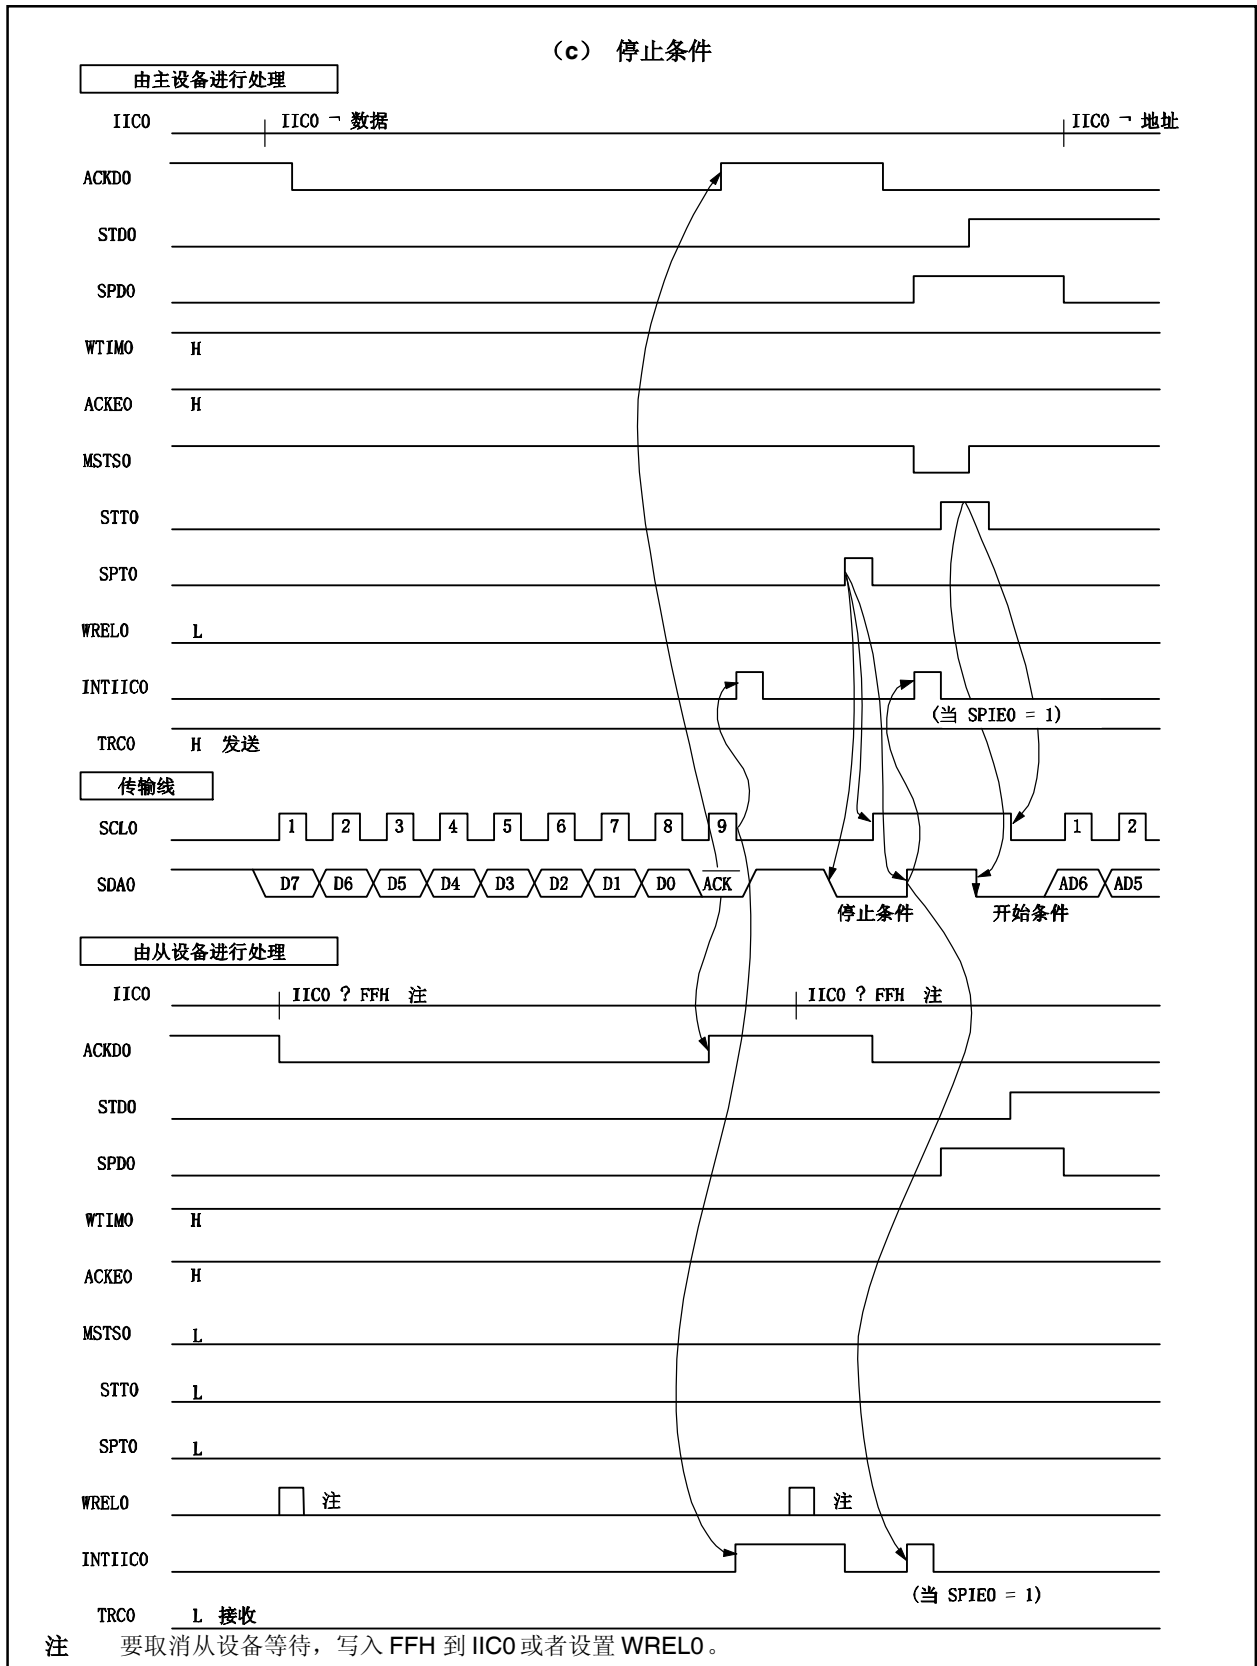 （c） 停止条件
由主设备进行处理
IIC0
IIC0 ¬ 数据
IIC0 ¬ 地址
ACKD0
STD0
SPD0
WTIM0
H
ACKE0
H
MSTS0
STT0
SPT0
WREL0
L
INTIIC0
(当 SPIE0 = 1)
TRC0
H 发送
传输线
SCL0
1 2 3 4 5 6 7 8 9 1 2
SDA0
D7 D6 D5 D4 D3 D2 D1 D0 ACK AD6 AD5
停止条件 开始条件
由从设备进行处理
IIC0
IIC0 ? FFH 注
IIC0 ? FFH 注
ACKD0
STD0
SPD0
WTIM0
H
ACKE0
H
MSTS0
L
STT0
L
SPT0
L
WREL0
注
注
INTIIC0
(当 SPIE0 = 1)
TRC0
L 接收
注 要取消从设备等待，写入 FFH 到 IIC0 或者设置 WREL0。